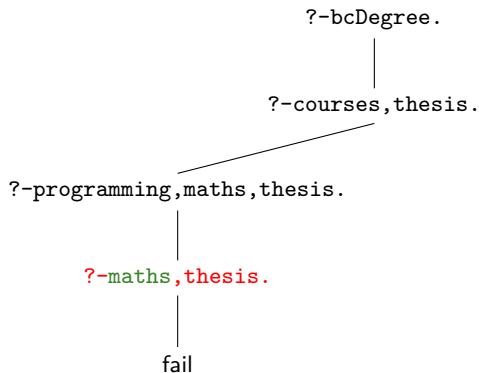 ?-bcDegree.
?-courses,thesis.
?-programming,maths,thesis.
?-maths,thesis.
fail